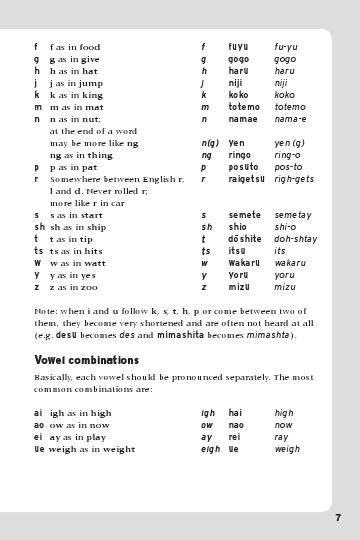 f f as in food f fuyu fu-yu
g g as in give g gogo gogo
h h as in hat h haru haru
j j as in jump j niji niji
k k as in king k koko koko
m m as in mat m totemo totemo
n n as in nut; n namae nama-e
at the end of a word
may be more like ng n(g) yen yen (g)
ng as in thing ng ringo ring-o
p p as in pat p posuto pos-to
r Somewhere between English r, r raigetsu righ-gets
l and d. Never rolled r;
more like r in car
s s as in start s semete semetay
sh sh as in ship sh shio shi-o
t t as in tip t dōshite doh-shtay
ts ts as in hits ts itsu its
w w as in watt w wakaru wakaru
y y as in yes y yoru yoru
z z as in zoo z mizu mizu
Note: when i and u follow k, s, t, h, p or come between two of
them, they become very shortened and are often not heard at all
(e.g. desu becomes des and mimashita becomes mimashta).
Vowel combinations
Basically, each vowel should be pronounced separately. The most
common combinations are:
ai igh as in high igh hai high
ao ow as in now ow nao now
ei ay as in play ay rei ray
ue weigh as in weight eigh ue weigh
7